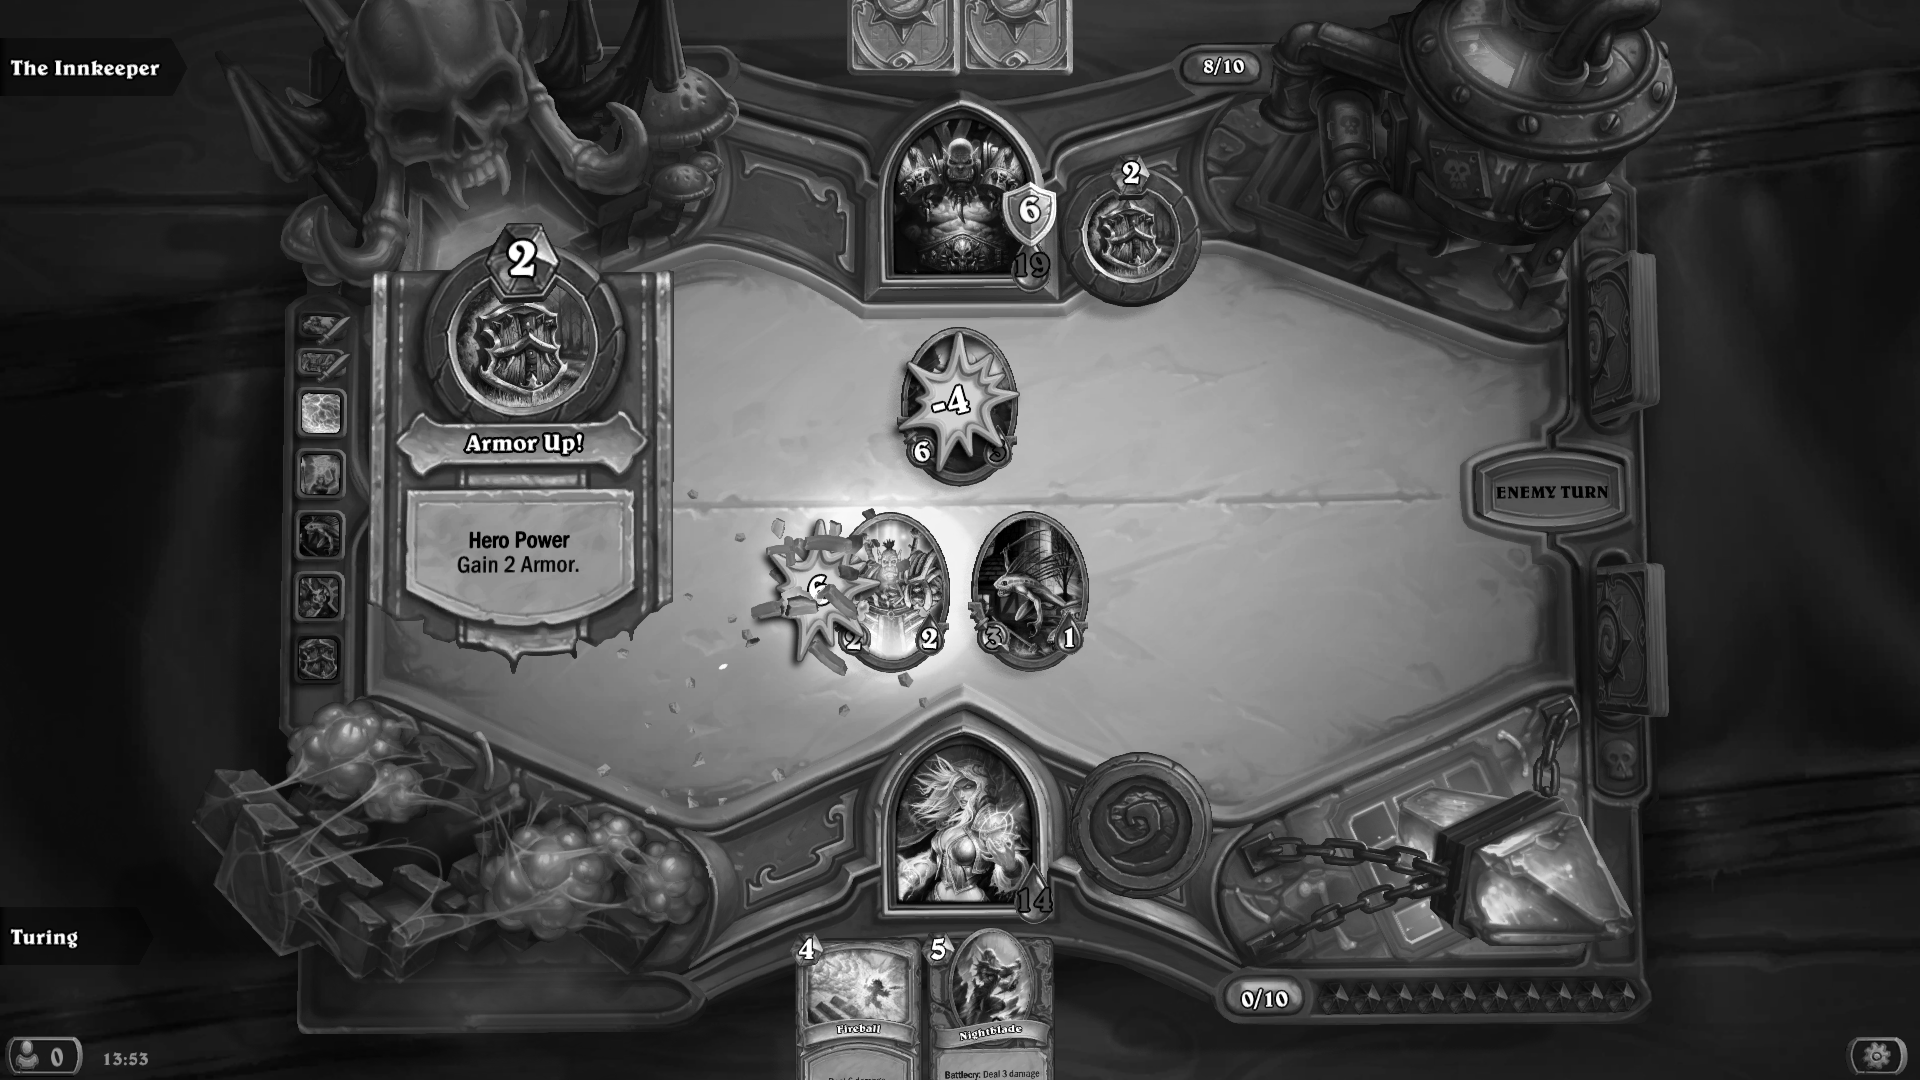 The Innkeeper
8/10
6
2
19
2
Armor Up!
Hero Power
Gain 2 Armor.
-4
6
ENEMY TURN
2
2
3
1
14
Turing
4
5
Fireball
Nightblade
Battlecry: Deal 3 damage
0/10
0
13:53